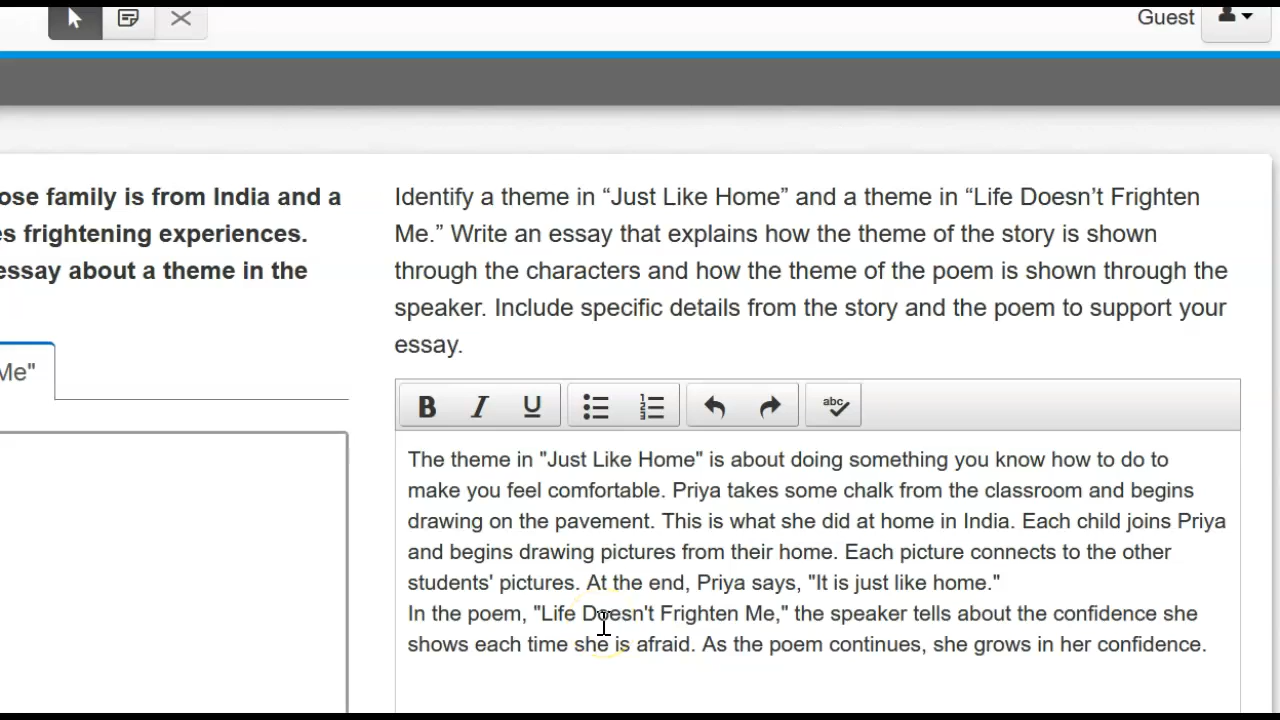 Guest
ose family is from India and a
es frightening experiences.
essay about a theme in the
Me"
Identify a theme in “Just Like Home” and a theme in “Life Doesn’t Frighten
Me.” Write an essay that explains how the theme of the story is shown
through the characters and how the theme of the poem is shown through the
speaker. Include specific details from the story and the poem to support your
essay.
B I U abc
The theme in "Just Like Home" is about doing something you know how to do to
make you feel comfortable. Priya takes some chalk from the classroom and begins
drawing on the pavement. This is what she did at home in India. Each child joins Priya
and begins drawing pictures from their home. Each picture connects to the other
students' pictures. At the end, Priya says, "It is just like home."
In the poem, "Life Doesn't Frighten Me," the speaker tells about the confidence she
shows each time she is afraid. As the poem continues, she grows in her confidence.